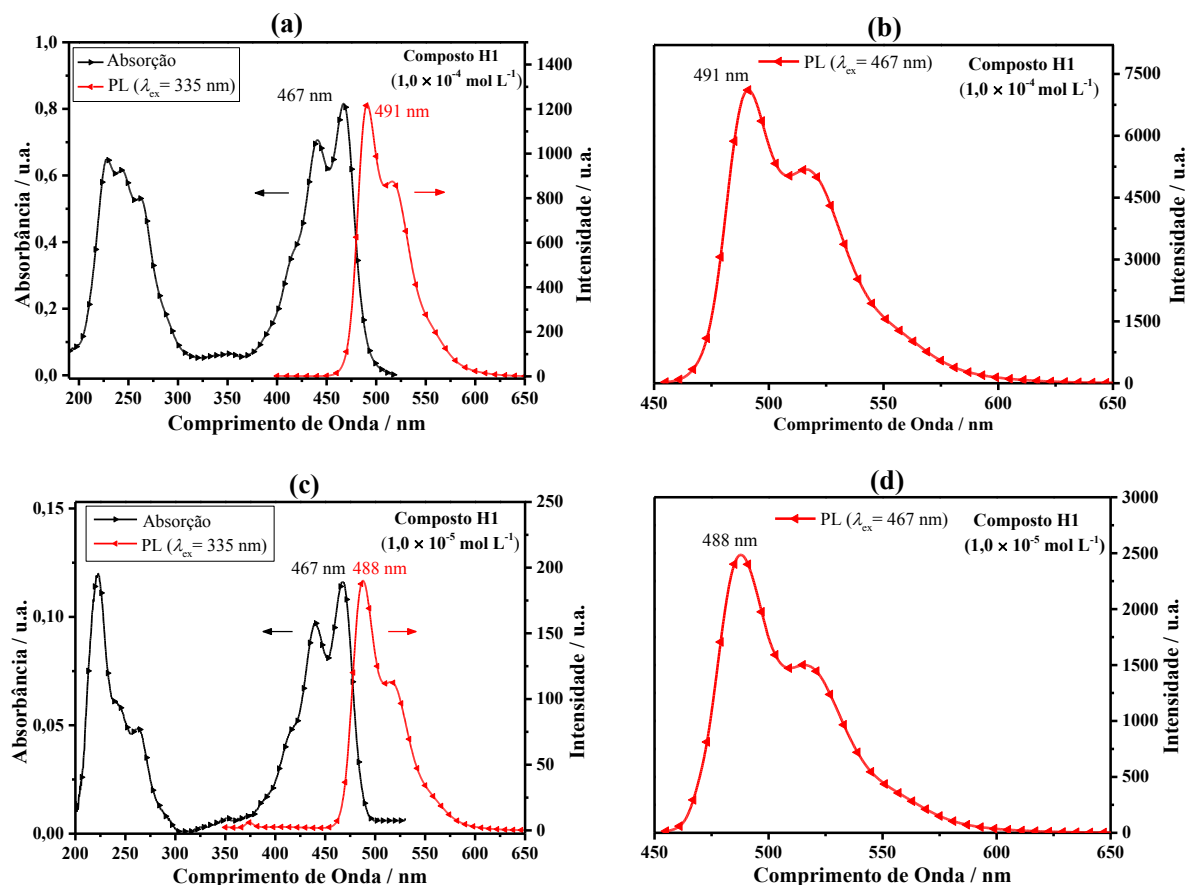 (a)
Absorção
PL (λex= 335 nm)
Composto H1
(1,0 × 10-4 mol L-1)
467 nm
491 nm
1,0
0,8
0,6
0,4
0,2
0,0
Absorbância / u.a.
1400
1200
1000
800
600
400
200
0
Intensidade / u.a.
200 250 300 350 400 450 500 550 600 650
Comprimento de Onda / nm
(b)
PL (λex= 467 nm)
Composto H1
(1,0 × 10-4 mol L-1)
491 nm
7500
6000
4500
3000
1500
0
Intensidade / u.a.
450 500 550 600 650
Comprimento de Onda / nm
(c)
Absorção
PL (λex= 335 nm)
Composto H1
(1,0 × 10-5 mol L-1)
467 nm
488 nm
0,15
0,10
0,05
0,00
Absorbância / u.a.
250
200
150
100
50
0
Intensidade / u.a.
200 250 300 350 400 450 500 550 600 650
Comprimento de Onda / nm
(d)
PL (λex= 467 nm)
Composto H1
(1,0 × 10-5 mol L-1)
488 nm
3000
2500
2000
1500
1000
500
0
Intensidade / u.a.
450 500 550 600 650
Comprimento de Onda / nm